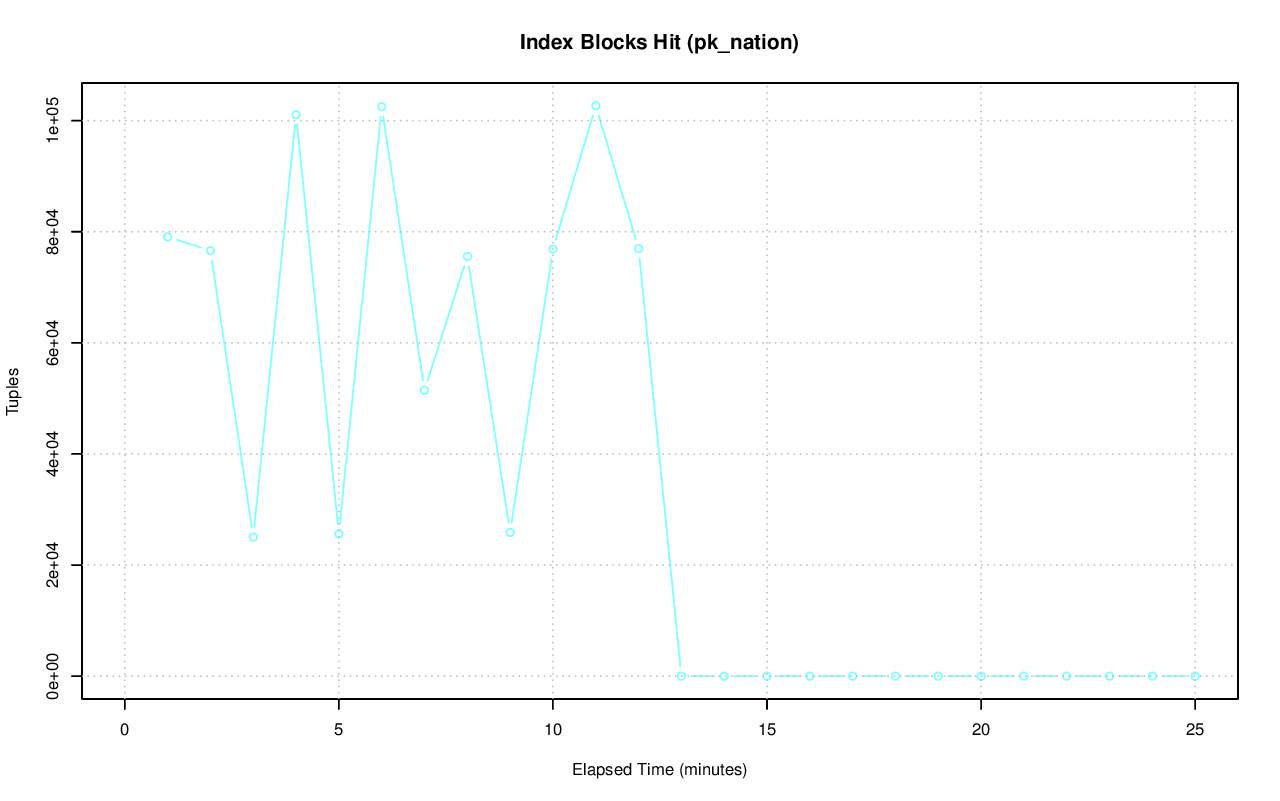 Index Blocks Hit (pk_nation)
Tuples
1e+05
8e+04
6e+04
4e+04
2e+04
0e+00
0 5 10 15 20 25
Elapsed Time (minutes)